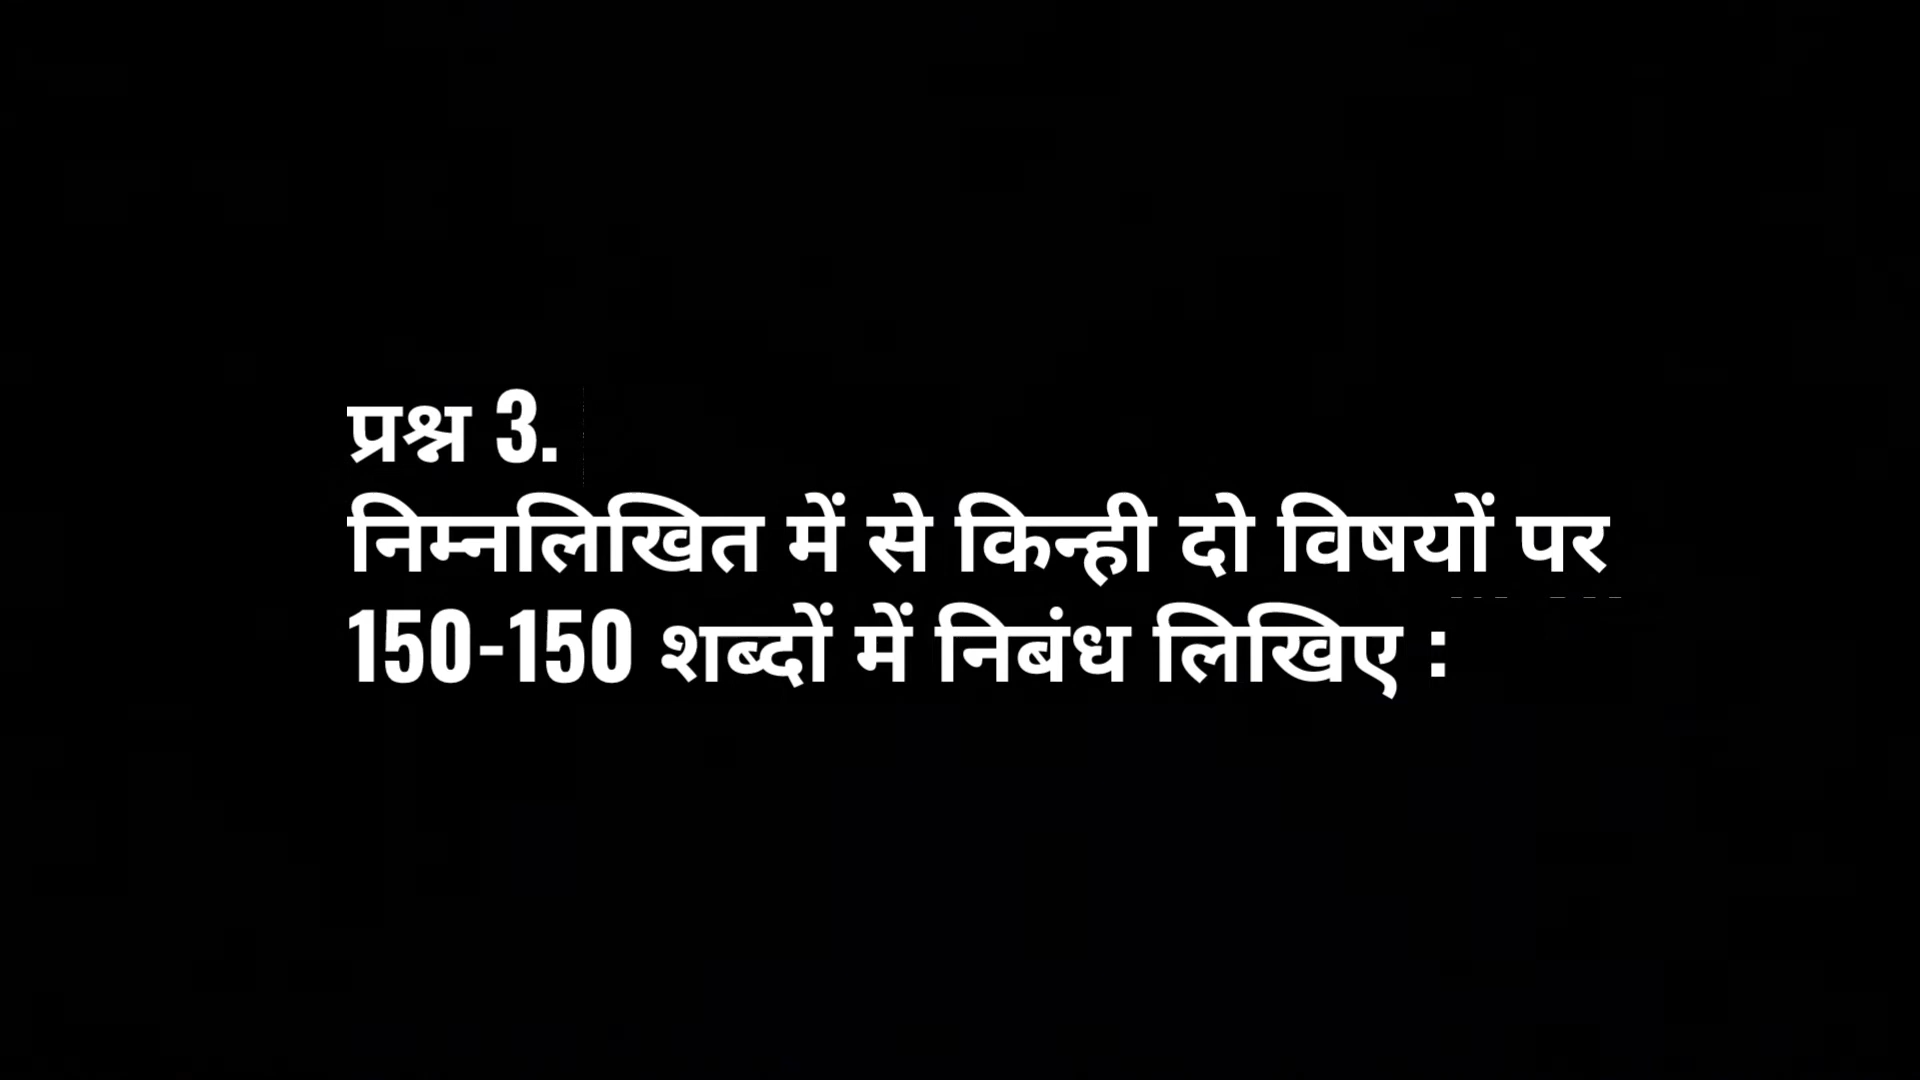 प्रश्न 3.
निम्नलिखित में से किन्ही दो विषयों पर
150-150 शब्दों में निबंध लिखिए :